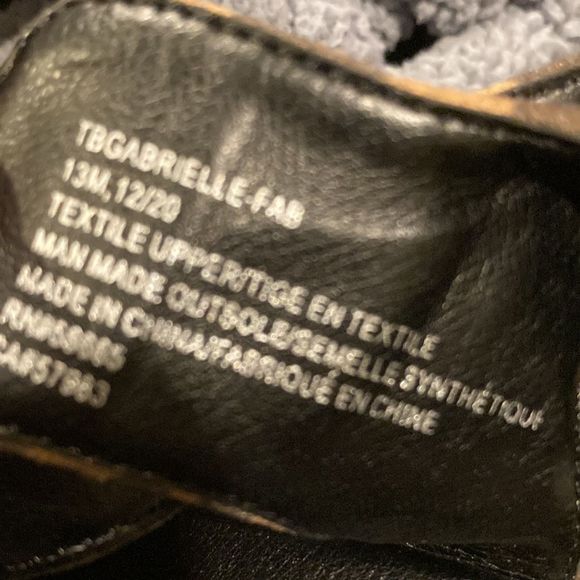 TBGABRIELLE-FAB
13M, 12/20
TEXTILE UPPER/TIGE EN TEXTILE
MAN MADE OUTSOLE/SEMELLE SYNTHÉTIQUE
MADE IN CHINA/FABRIQUÉ EN CHINE